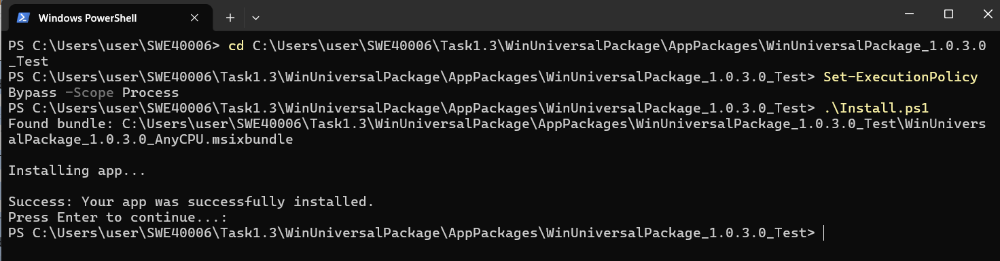 Windows PowerShell
PS C:\Users\user\SWE40006> cd C:\Users\user\SWE40006\Task1.3\WinUniversalPackage\AppPackages\WinUniversalPackage_1.0.3.0
_Test
PS C:\Users\user\SWE40006\Task1.3\WinUniversalPackage\AppPackages\WinUniversalPackage_1.0.3.0_Test> Set-ExecutionPolicy
Bypass -Scope Process
PS C:\Users\user\SWE40006\Task1.3\WinUniversalPackage\AppPackages\WinUniversalPackage_1.0.3.0_Test> .\Install.ps1
Found bundle: C:\Users\user\SWE40006\Task1.3\WinUniversalPackage\AppPackages\WinUniversalPackage_1.0.3.0_Test\WinUnivers
alPackage_1.0.3.0_AnyCPU.msixbundle
Installing app...
Success: Your app was successfully installed.
Press Enter to continue...:
PS C:\Users\user\SWE40006\Task1.3\WinUniversalPackage\AppPackages\WinUniversalPackage_1.0.3.0_Test>